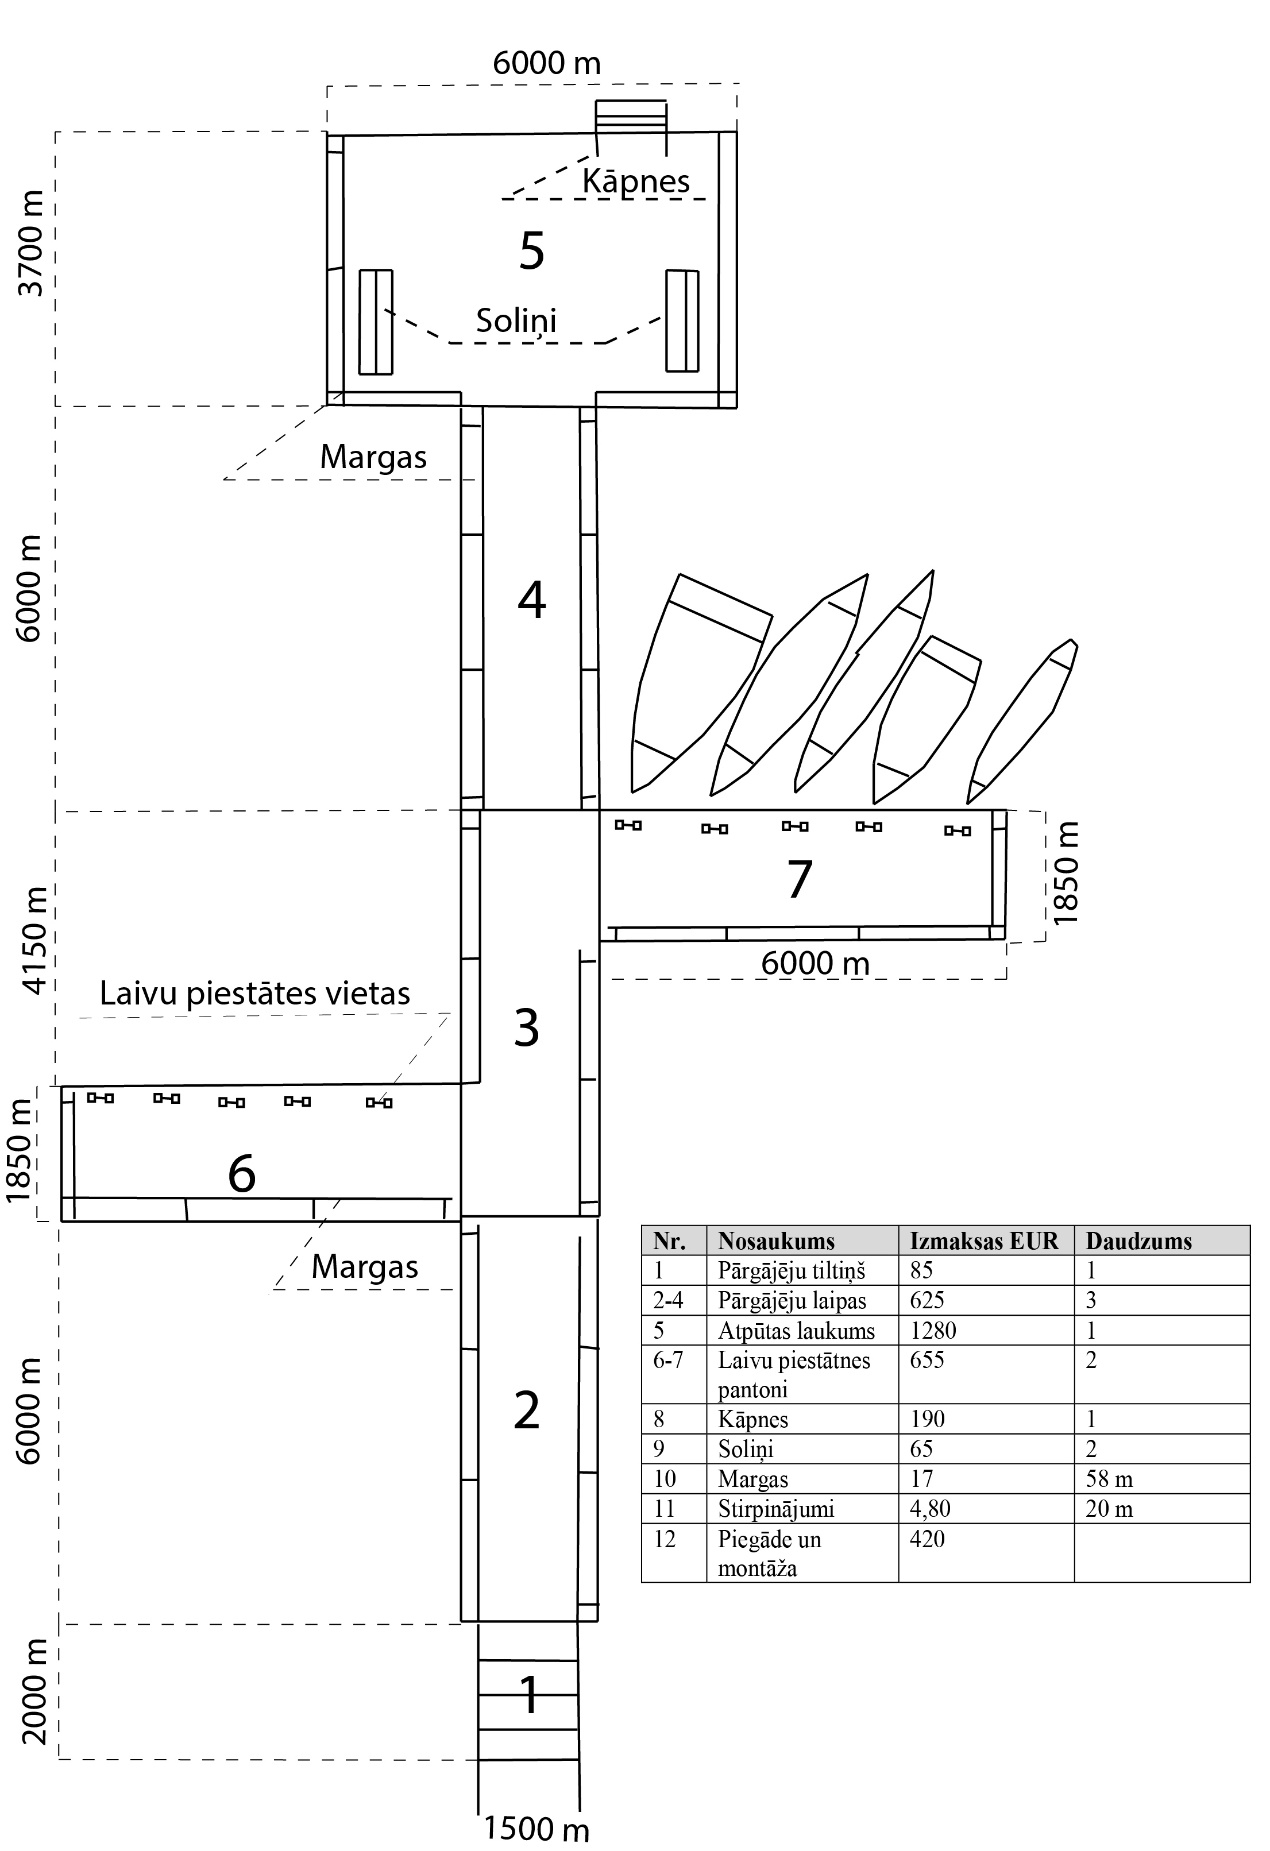 6000 m
Kāpnes
3700 m
5
Soliņi
Margas
6000 m
4
1850 m
7
6000 m
4150 m
Laivu piestātes vietas
3
1850 m
6
Margas
6000 m
2
2000 m
1
1500 m
Nr. Nosaukums Izmaksas EUR Daudzums
1 Pārgājēju tiltiņš 85 1
2-4 Pārgājēju laipas 625 3
5 Atpūtas laukums 1280 1
6-7 Laivu piestātnes 655 2
pantoni
8 Kāpnes 190 1
9 Soliņi 65 2
10 Margas 17 58 m
11 Stirpinājumi 4,80 20 m
12 Piegāde un 420
montāža